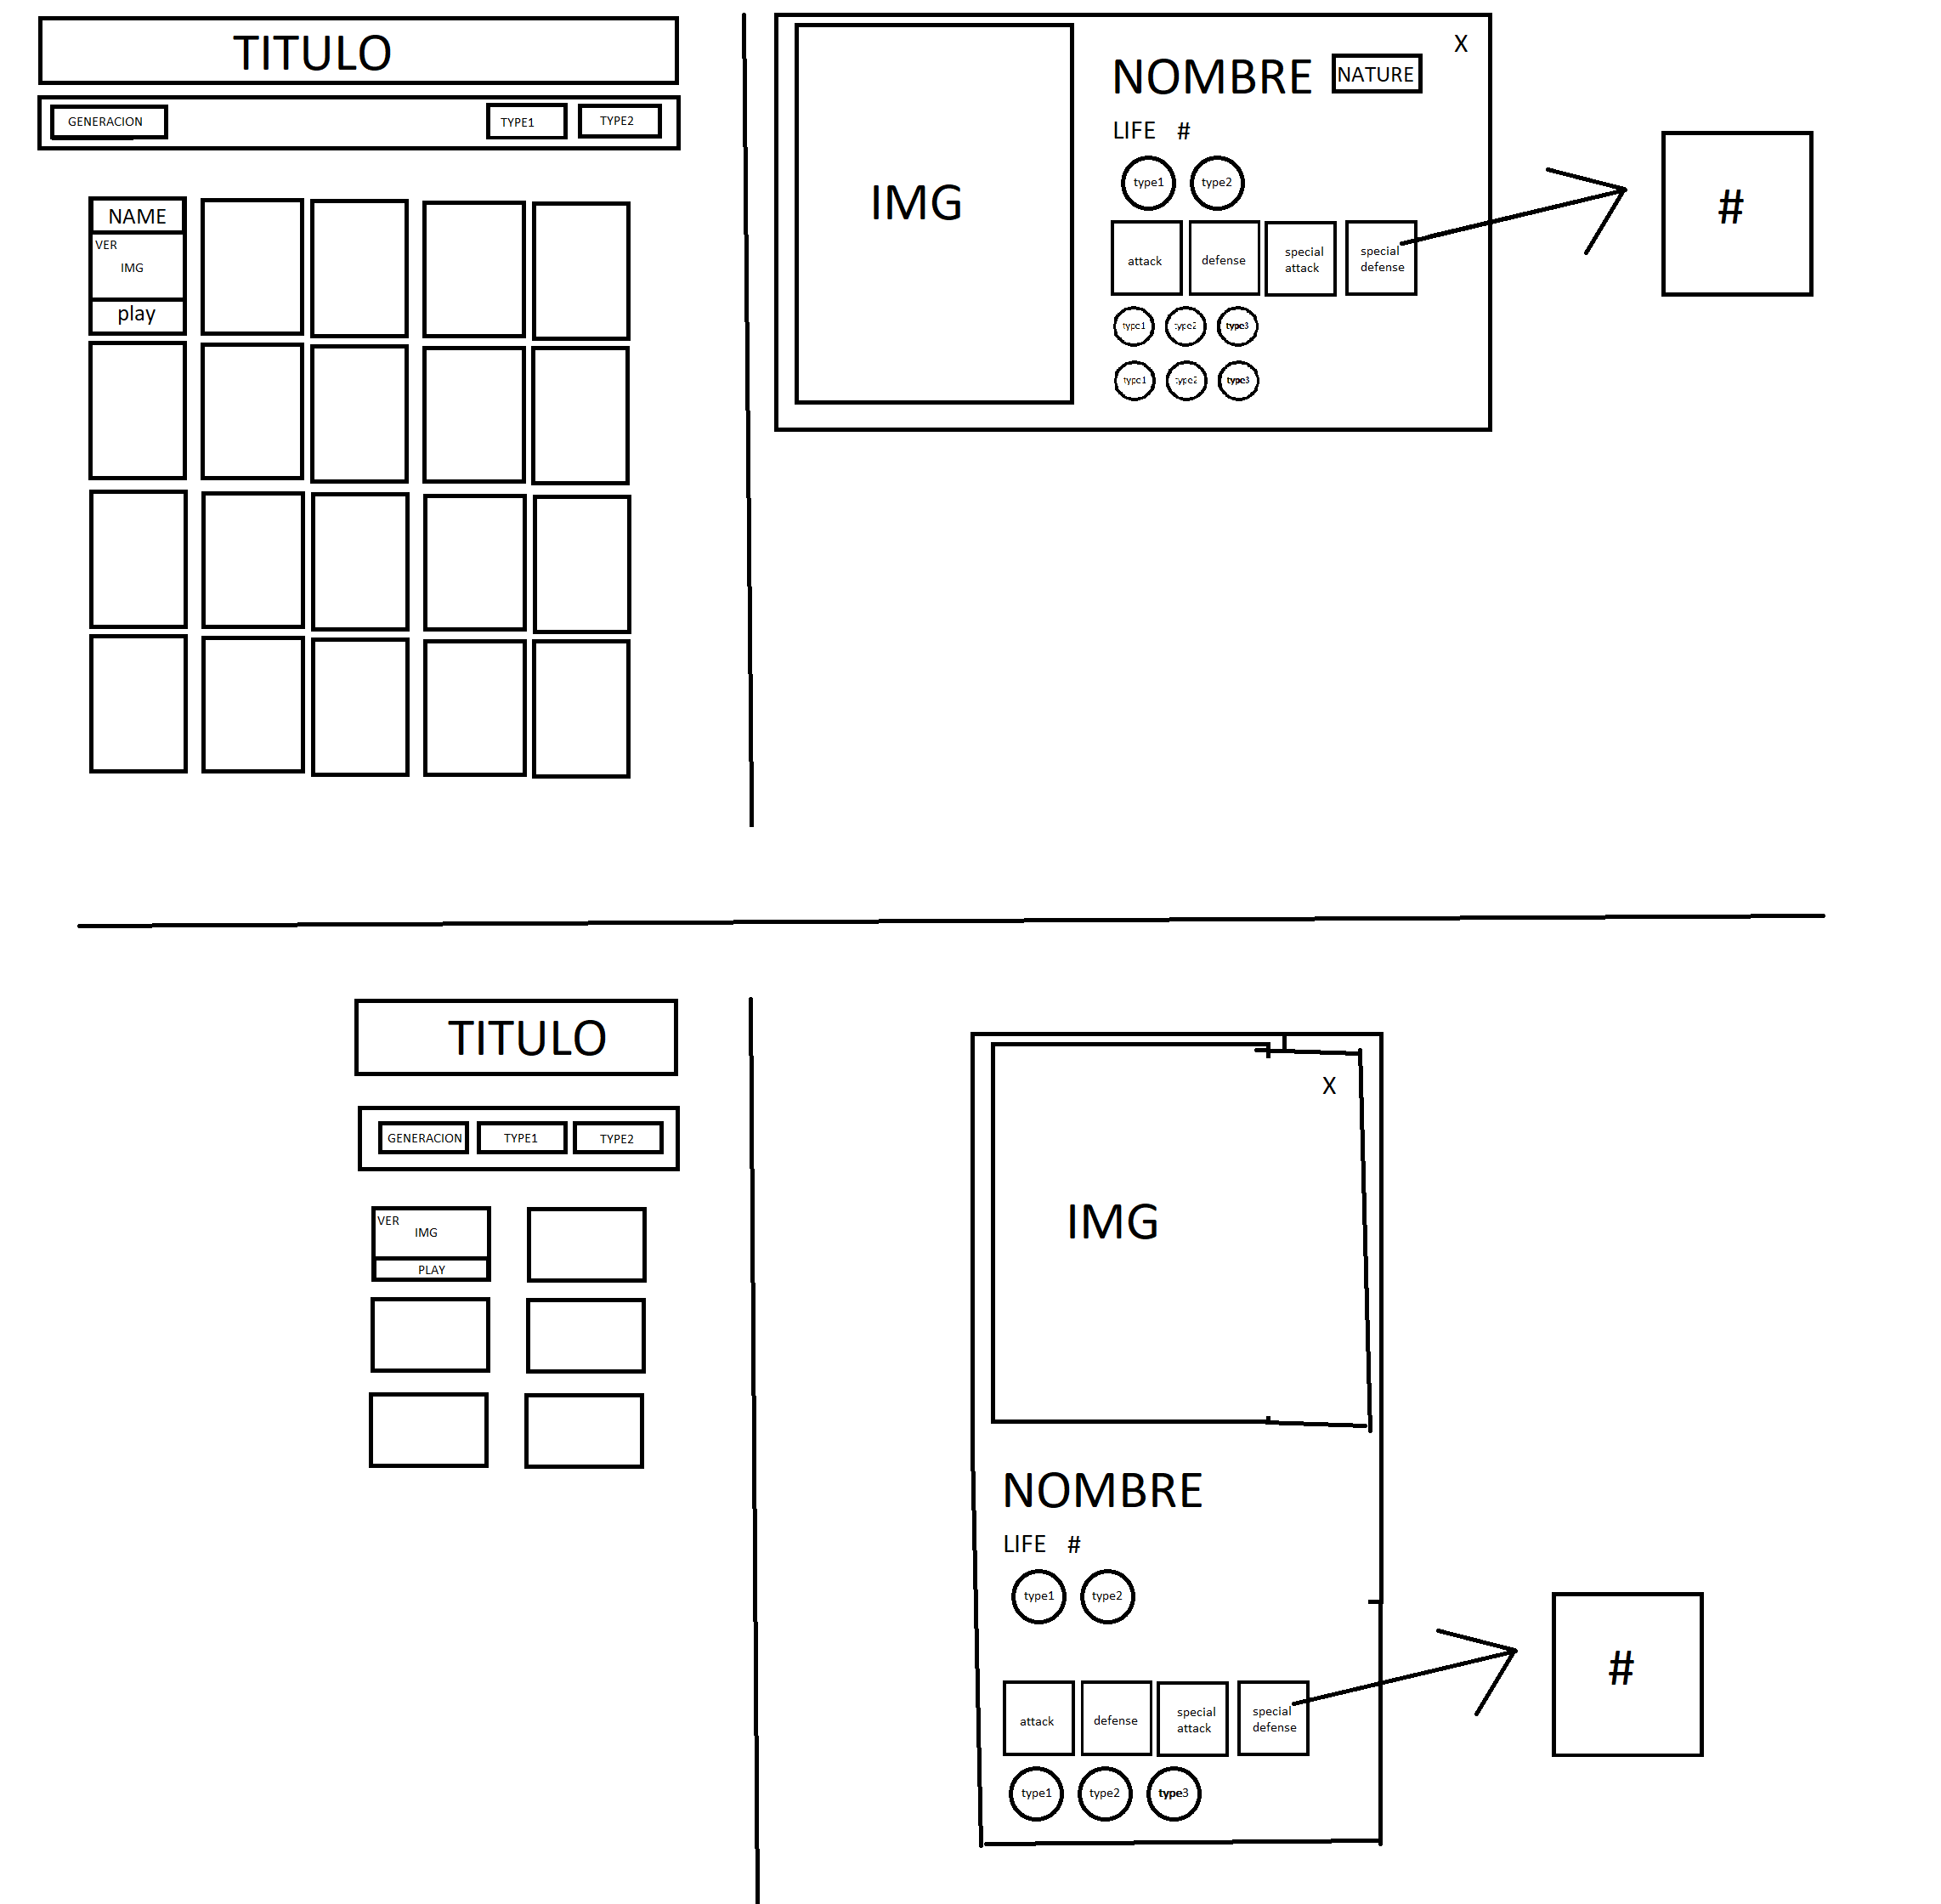 TITULO
GENERACION
TYPE1
TYPE2
NAME
VER
IMG
play
IMG
X
NOMBRE
NATURE
LIFE #
type1
type2
attack
defense
special
attack
special
defense
type1
type2
type3
type1
type2
type3
#
TITULO
GENERACION
TYPE1
TYPE2
VER
IMG
PLAY
X
IMG
NOMBRE
LIFE #
type1
type2
attack
defense
special
attack
special
defense
type1
type2
type3
#